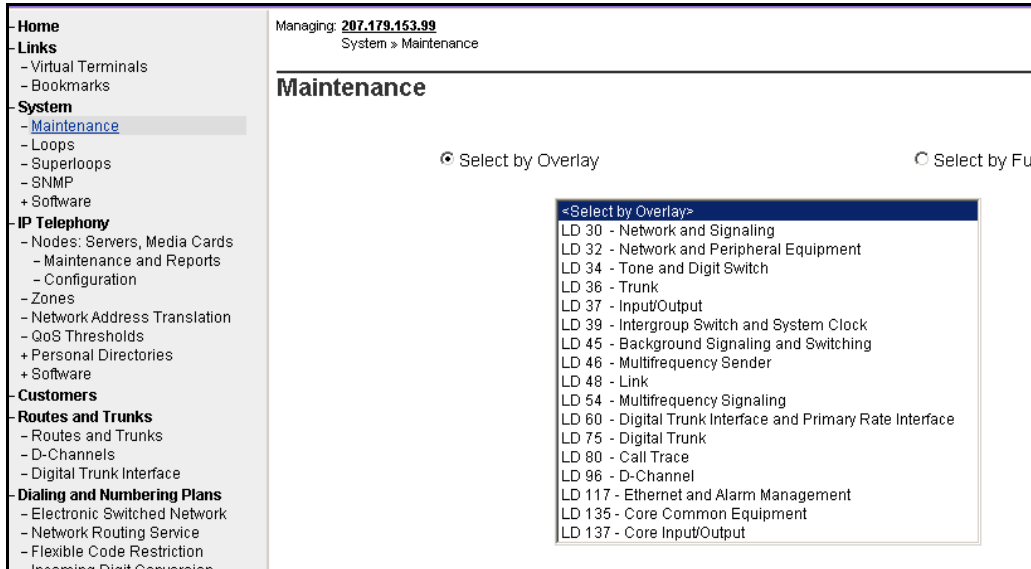 – Home
– Links
– Virtual Terminals
– Bookmarks
– System
– Maintenance
– Loops
– Superloops
– SNMP
+ Software
– IP Telephony
– Nodes: Servers, Media Cards
– Maintenance and Reports
– Configuration
– Zones
– Network Address Translation
– QoS Thresholds
+ Personal Directories
+ Software
– Customers
– Routes and Trunks
– Routes and Trunks
– D-Channels
– Digital Trunk Interface
– Dialing and Numbering Plans
– Electronic Switched Network
– Network Routing Service
– Flexible Code Restriction
– Incoming Digit Conversion
Managing: 207.179.153.99
System » Maintenance
Maintenance
Select by Overlay
Select by Fu
<Select by Overlay>
LD 30 - Network and Signaling
LD 32 - Network and Peripheral Equipment
LD 34 - Tone and Digit Switch
LD 36 - Trunk
LD 37 - Input/Output
LD 39 - Intergroup Switch and System Clock
LD 45 - Background Signaling and Switching
LD 46 - Multifrequency Sender
LD 48 - Link
LD 54 - Multifrequency Signaling
LD 60 - Digital Trunk Interface and Primary Rate Interface
LD 75 - Digital Trunk
LD 80 - Call Trace
LD 96 - D-Channel
LD 117 - Ethernet and Alarm Management
LD 135 - Core Common Equipment
LD 137 - Core Input/Output